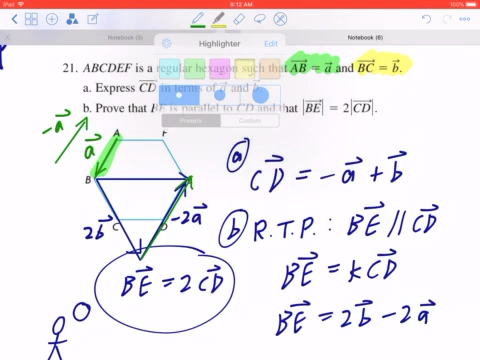 9:12 AM
Notebook (5)
Notebook (6)
Highlighter
Edit
21. ABCDEF is a regular hexagon such that AB⃗ = a⃗ and BC⃗ = b⃗.
a. Express CD⃗ in terms of a⃗ and b⃗.
b. Prove that BE⃗ is parallel to CD⃗ and that |BE⃗| = 2|CD⃗|.
Presets
Custom
-a⃗
a⃗
A
F
B
2b⃗
C
D
-2a⃗
a
CD⃗ = -a⃗ + b⃗
b R.T.P. : BE⃗ // CD⃗
BE⃗ = kCD⃗
BE⃗ = 2CD⃗
BE⃗ = 2b⃗ - 2a⃗